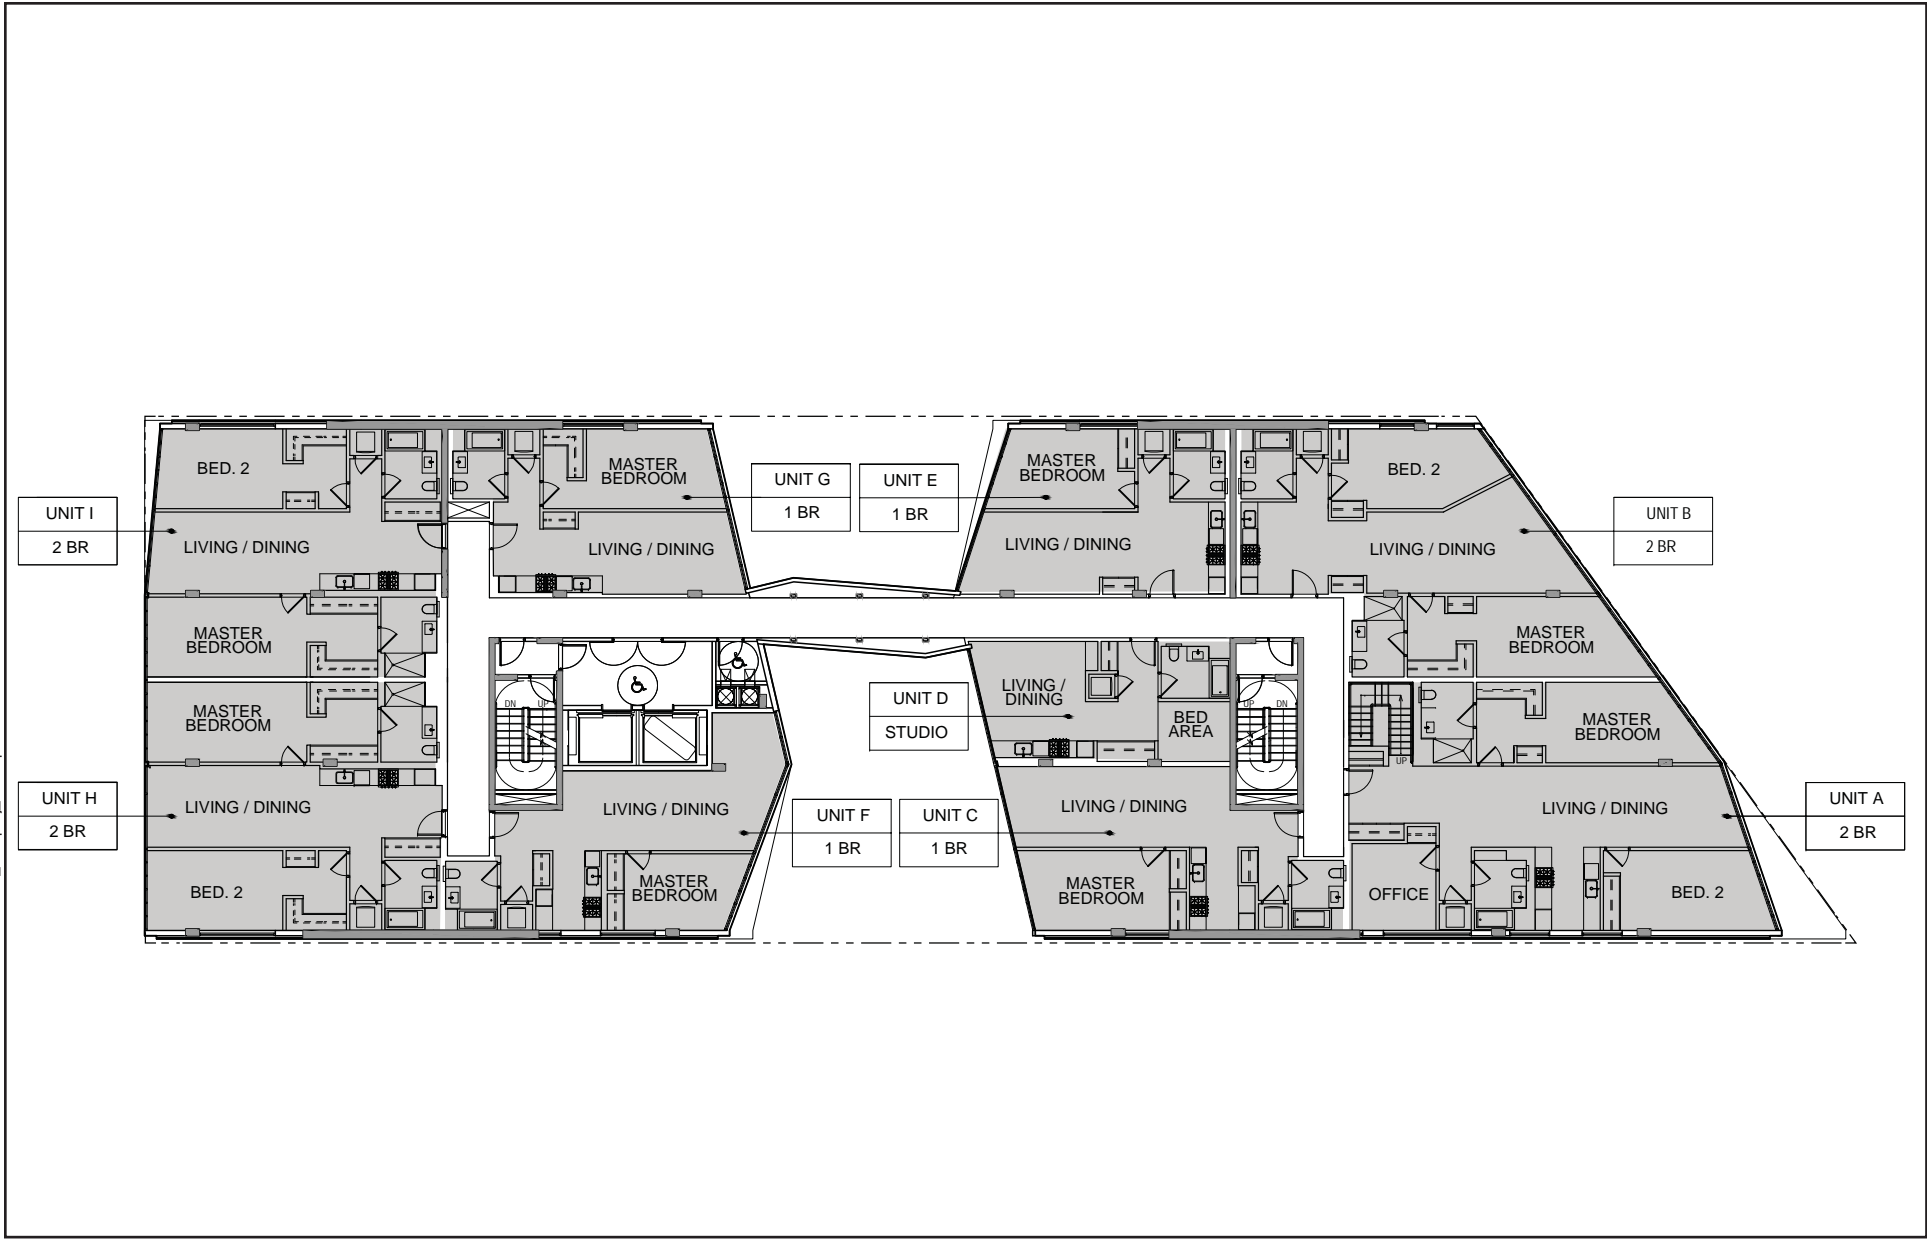 BED. 2
MASTER
BEDROOM
UNIT G
1 BR
UNIT E
1 BR
MASTER
BEDROOM
BED. 2
UNIT I
2 BR
LIVING / DINING
LIVING / DINING
LIVING / DINING
LIVING / DINING
UNIT B
2 BR
MASTER
BEDROOM
MASTER
BEDROOM
MASTER
BEDROOM
DN
UP
UNIT D
STUDIO
LIVING /
DINING
BED
AREA
UP
DN
UP
MASTER
BEDROOM
UNIT H
2 BR
LIVING / DINING
LIVING / DINING
UNIT F
1 BR
UNIT C
1 BR
LIVING / DINING
LIVING / DINING
UNIT A
2 BR
BED. 2
MASTER
BEDROOM
MASTER
BEDROOM
OFFICE
BED. 2